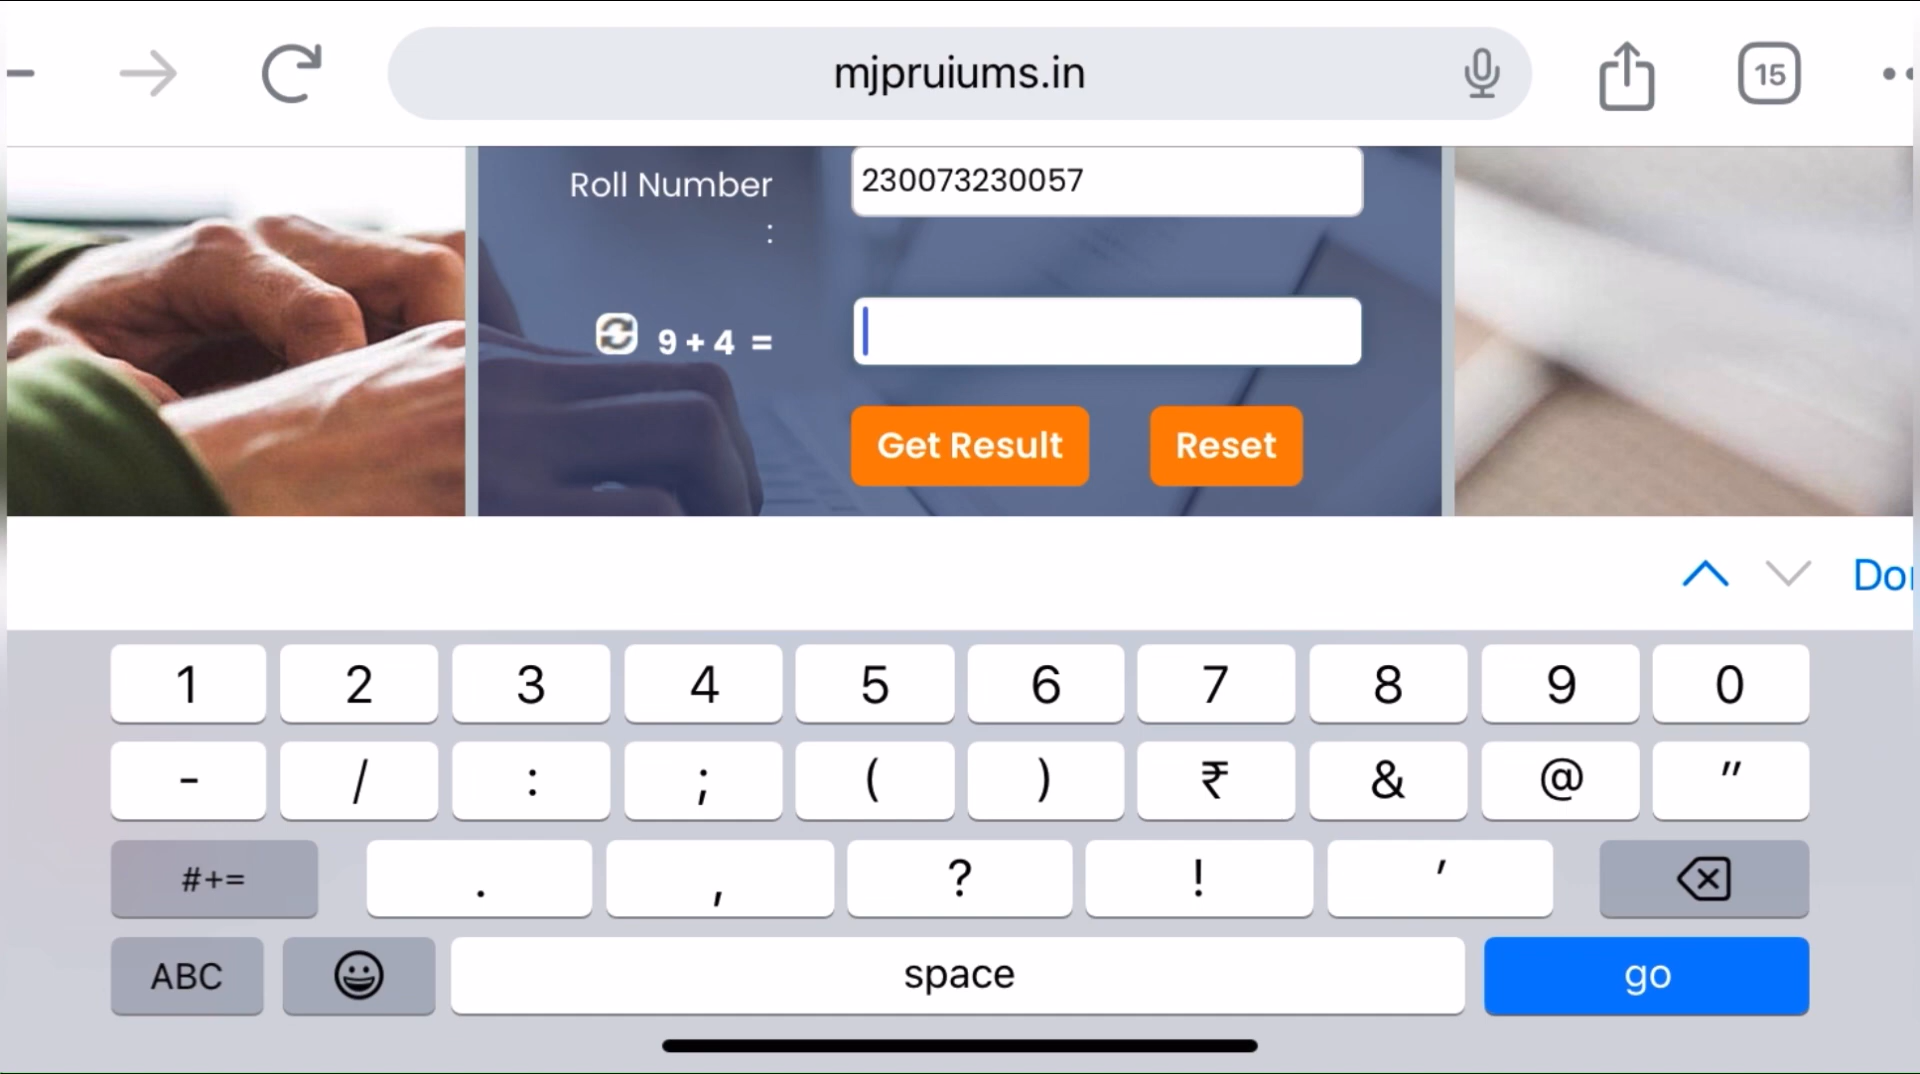 mjpruiums.in
15
Roll Number
:
230073230057
9 + 4 =
Get Result
Reset
1 2 3 4 5 6 7 8 9 0
- / : ; ( ) ₹ & @ "
#+= . , ? ! '
ABC space go